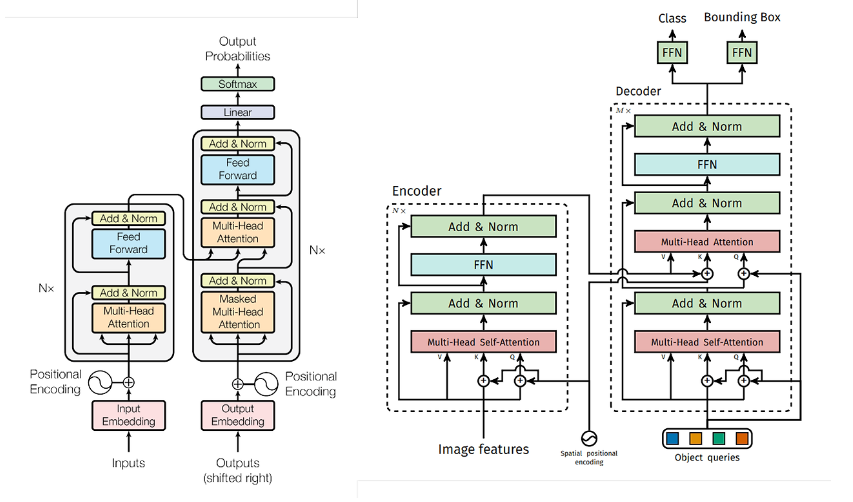 Output
Probabilities
Softmax
Linear
Add & Norm
Feed
Forward
Add & Norm
Multi-Head
Attention
N×
Add & Norm
Masked
Multi-Head
Attention
Add & Norm
Feed
Forward
N×
Add & Norm
Multi-Head
Attention
Positional
Encoding
Positional
Encoding
Input
Embedding
Output
Embedding
Inputs
Outputs
(shifted right)
Class
Bounding Box
FFN
FFN
Decoder
M×
Add & Norm
FFN
Add & Norm
Multi-Head Attention
V
K
Q
Add & Norm
Multi-Head Self-Attention
V
K
Q
Encoder
N×
Add & Norm
FFN
Add & Norm
Multi-Head Self-Attention
V
K
Q
Image features
Spatial positional
encoding
Object queries